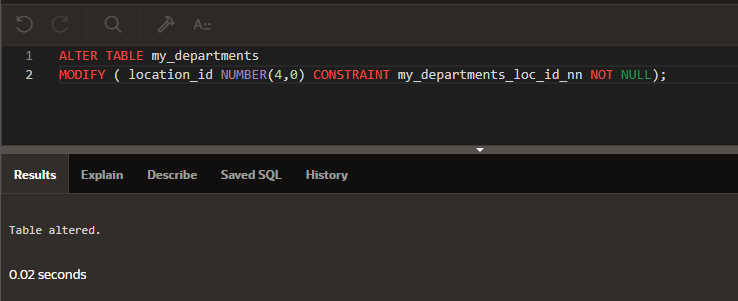 A::
1 ALTER TABLE my_departments
2 MODIFY ( location_id NUMBER(4,0) CONSTRAINT my_departments_loc_id_nn NOT NULL);
Results Explain Describe Saved SQL History
Table altered.
0.02 seconds